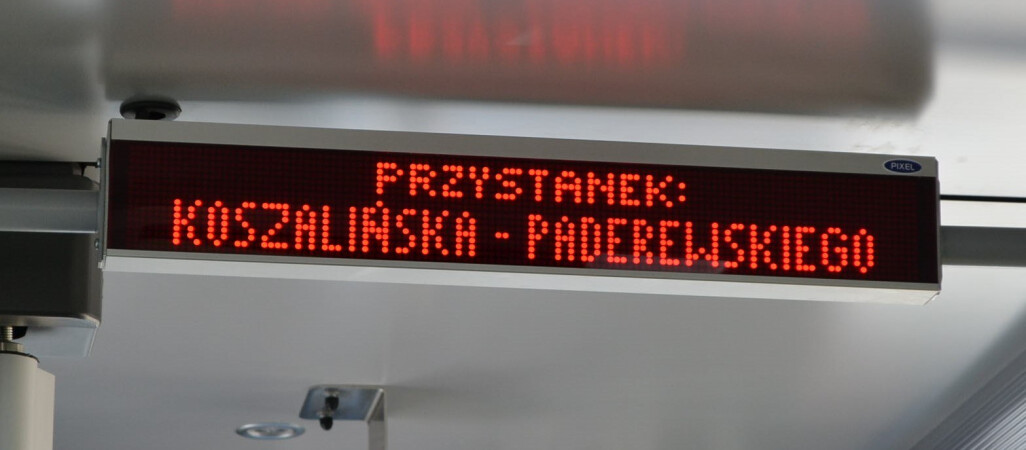 PIXEL
PRZYSTANEK:
KOSZALIŃSKA - PADEREWSKIEGO